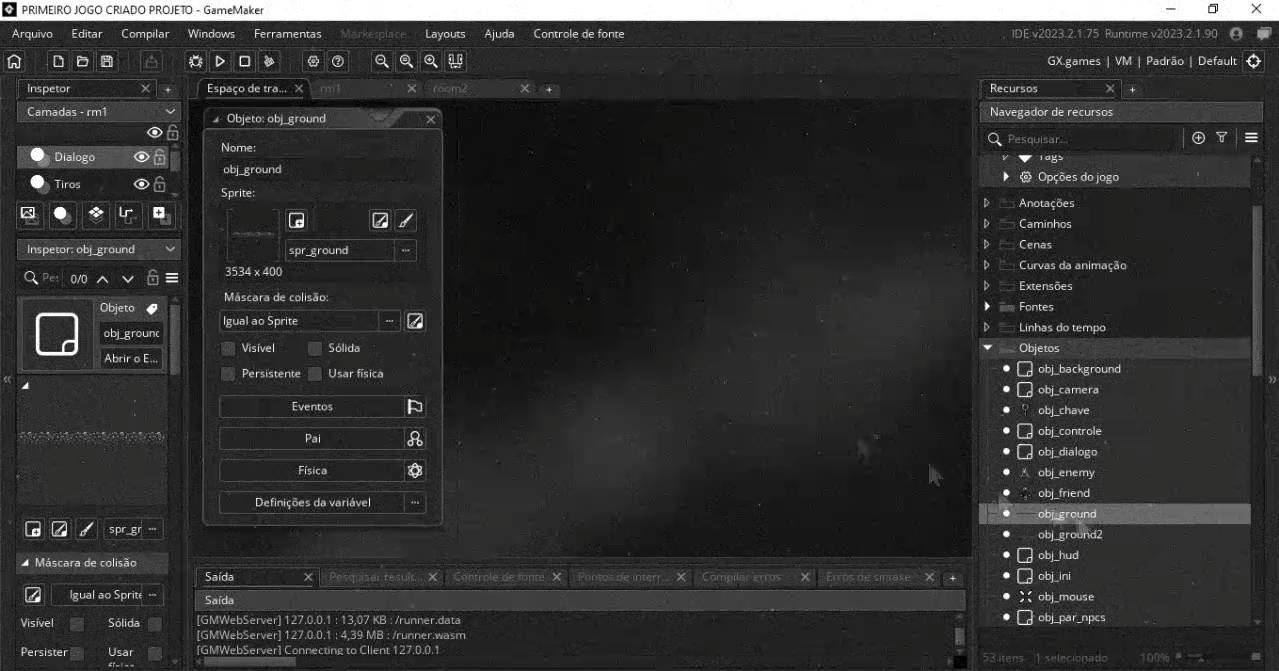 PRIMEIRO JOGO CRIADO PROJETO - GameMaker
Arquivo Editar Compilar Windows Ferramentas Marketplace Layouts Ajuda Controle de fonte IDE v2023.2.1.75 Runtime v2023.2.1.90
GX.games | VM | Padrão | Default
Inspetor
Camadas - rm1
Dialogo
Tiros
Inspetor: obj_ground
0/0
Objeto
obj_ground
Abrir o E...
spr_gr ...
Máscara de colisão
Igual ao Sprite ...
Visível Sólida
Persister Usar
física
Espaço de tra... rm1 room2
Objeto: obj_ground
Nome:
obj_ground
Sprite:
spr_ground ...
3534 x 400
Máscara de colisão:
Igual ao Sprite ...
Visível Sólida
Persistente Usar física
Eventos
Pai
Física
Definições da variável ...
Saída Pesquisar result... Controle de fonte Pontos de interr... Compilar erros Erros de sintaxe
Saída
[GMWebServer] 127.0.0.1 : 13,07 KB : /runner.data
[GMWebServer] 127.0.0.1 : 4,39 MB : /runner.wasm
[GMWebServer] Connecting to Client 127.0.0.1
Recursos
Navegador de recursos
Pesquisar...
Tags
Opções do jogo
Anotações
Caminhos
Cenas
Curvas da animação
Extensões
Fontes
Linhas do tempo
Objetos
obj_background
obj_camera
obj_chave
obj_controle
obj_dialogo
obj_enemy
obj_friend
obj_ground
obj_ground2
obj_hud
obj_ini
obj_mouse
obj_par_npcs
53 itens 1 selecionado 100%